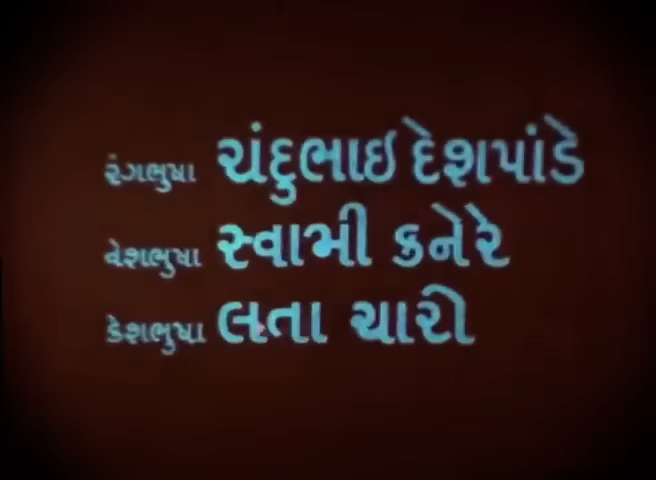 રંગભુષા ચંદુભાઇ દેશપાંડે
વેશભુષા સ્વામી કનેરે
કેશભુષા લતા ચારી